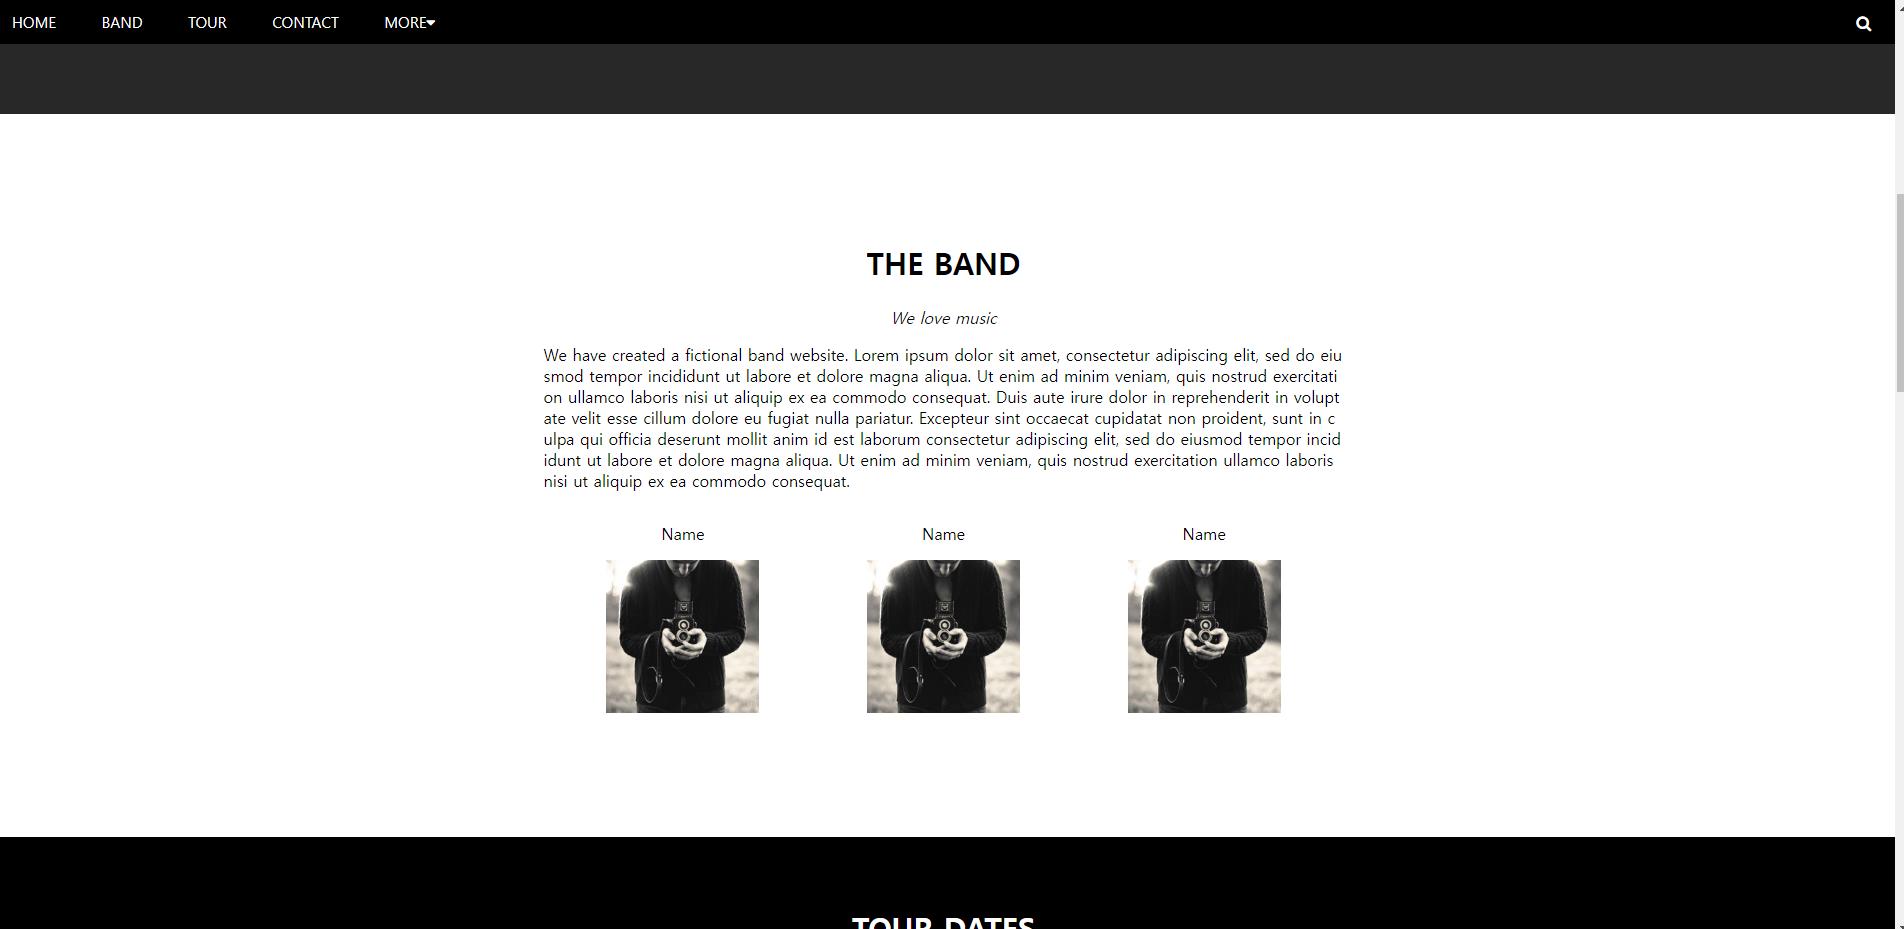 HOME BAND TOUR CONTACT MORE
THE BAND
We love music
We have created a fictional band website. Lorem ipsum dolor sit amet, consectetur adipiscing elit, sed do eiu
smod tempor incididunt ut labore et dolore magna aliqua. Ut enim ad minim veniam, quis nostrud exercitati
on ullamco laboris nisi ut aliquip ex ea commodo consequat. Duis aute irure dolor in reprehenderit in volupt
ate velit esse cillum dolore eu fugiat nulla pariatur. Excepteur sint occaecat cupidatat non proident, sunt in c
ulpa qui officia deserunt mollit anim id est laborum consectetur adipiscing elit, sed do eiusmod tempor incid
idunt ut labore et dolore magna aliqua. Ut enim ad minim veniam, quis nostrud exercitation ullamco laboris
nisi ut aliquip ex ea commodo consequat.
Name Name Name
TOUR DATES